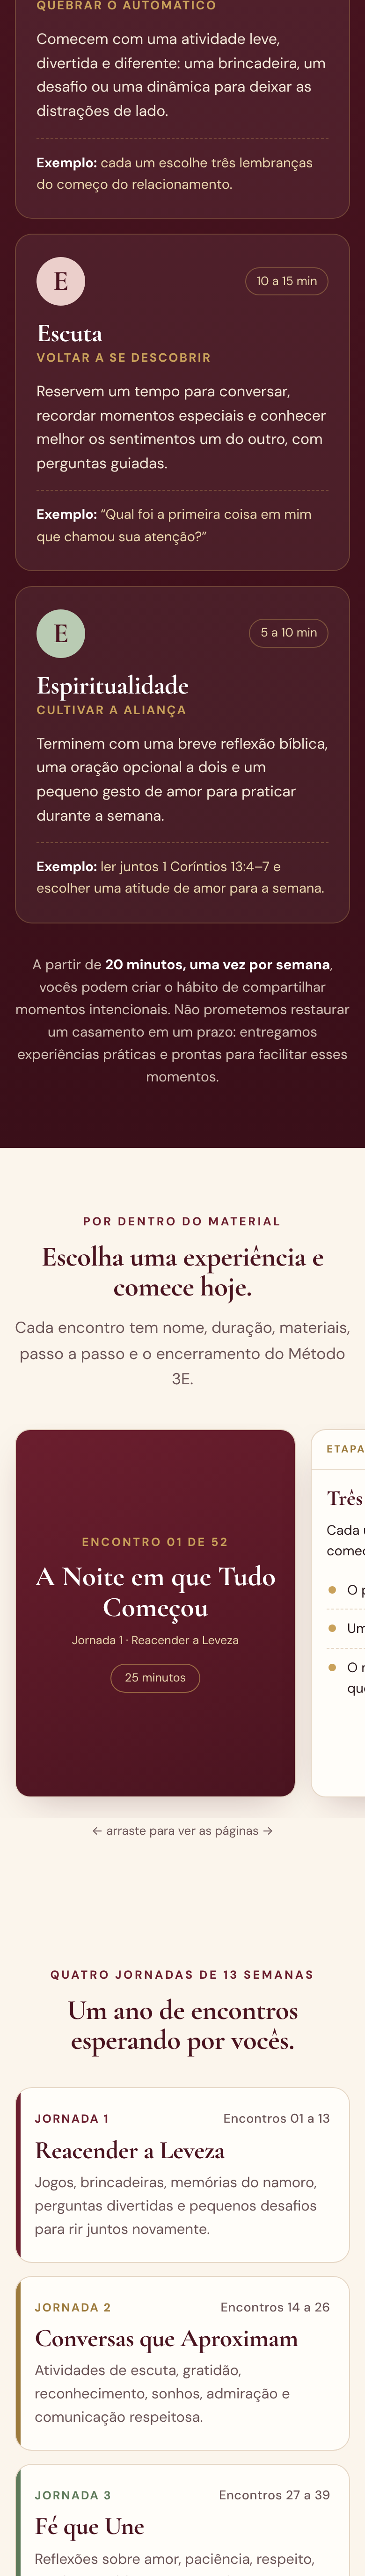 QUEBRAR O AUTOMÁTICO
Comecem com uma atividade leve,
divertida e diferente: uma brincadeira, um
desafio ou uma dinâmica para deixar as
distrações de lado.
Exemplo: cada um escolhe três lembranças
do começo do relacionamento.
E
10 a 15 min
Escuta
VOLTAR A SE DESCOBRIR
Reservem um tempo para conversar,
recordar momentos especiais e conhecer
melhor os sentimentos um do outro, com
perguntas guiadas.
Exemplo: “Qual foi a primeira coisa em mim
que chamou sua atenção?”
E
5 a 10 min
Espiritualidade
CULTIVAR A ALIANÇA
Terminem com uma breve reflexão bíblica,
uma oração opcional a dois e um
pequeno gesto de amor para praticar
durante a semana.
Exemplo: ler juntos 1 Coríntios 13:4–7 e
escolher uma atitude de amor para a semana.
A partir de 20 minutos, uma vez por semana,
vocês podem criar o hábito de compartilhar
momentos intencionais. Não prometemos restaurar
um casamento em um prazo: entregamos
experiências práticas e prontas para facilitar esses
momentos.
POR DENTRO DO MATERIAL
Escolha uma experiência e
comece hoje.
Cada encontro tem nome, duração, materiais,
passo a passo e o encerramento do Método
3E.
ENCONTRO 01 DE 52
A Noite em que Tudo
Começou
Jornada 1 · Reacender a Leveza
25 minutos
ETAPA
Três
Cada
O
Um
O
← arraste para ver as páginas →
QUATRO JORNADAS DE 13 SEMANAS
Um ano de encontros
esperando por vocês.
JORNADA 1
Encontros 01 a 13
Reacender a Leveza
Jogos, brincadeiras, memórias do namoro,
perguntas divertidas e pequenos desafios
para rir juntos novamente.
JORNADA 2
Encontros 14 a 26
Conversas que Aproximam
Atividades de escuta, gratidão,
reconhecimento, sonhos, admiração e
comunicação respeitosa.
JORNADA 3
Encontros 27 a 39
Fé que Une
Reflexões sobre amor, paciência, respeito,